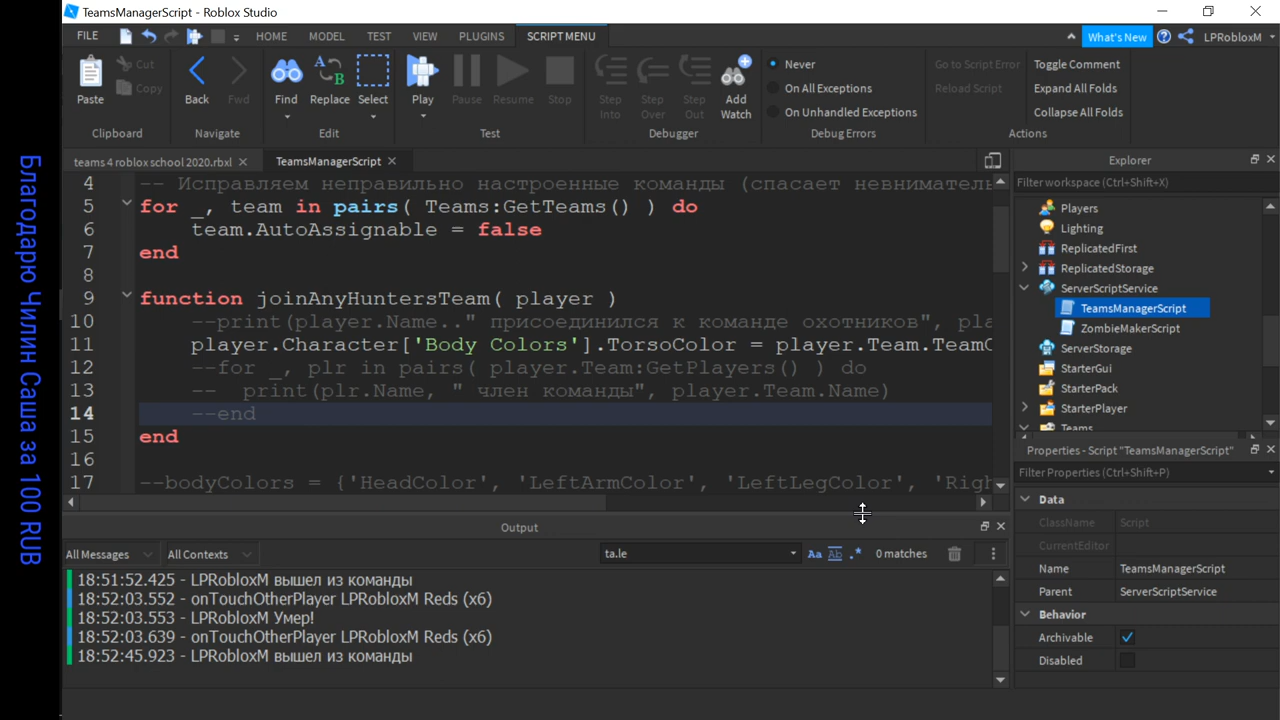 TeamsManagerScript - Roblox Studio
FILE
HOME
MODEL
TEST
VIEW
PLUGINS
SCRIPT MENU
What's New
LPRobloxM
Paste
Cut
Copy
Clipboard
Back
Fwd
Navigate
Find
Replace
Select
Edit
Play
Pause
Resume
Stop
Test
Step Into
Step Over
Step Out
Add Watch
Debugger
Never
On All Exceptions
On Unhandled Exceptions
Debug Errors
Go to Script Error
Reload Script
Toggle Comment
Expand All Folds
Collapse All Folds
Actions
Благодарю Чилин Саша за 100 RUB
teams 4 roblox school 2020.rbxl
TeamsManagerScript
4 -- Исправляем неправильно настроенные команды (спасает
5 for _, team in pairs( Teams:GetTeams() ) do
6 team.AutoAssignable = false
7 end
8
9 function joinAnyHuntersTeam( player )
10 --print(player.Name.." присоединился к команде охотников", pla
11 player.Character['Body Colors'].TorsoColor = player.Team.TeamC
12 --for _, plr in pairs( player.Team:GetPlayers() ) do
13 -- print(plr.Name, " член команды", player.Team.Name)
14 --end
15 end
16
17 --bodyColors = {'HeadColor', 'LeftArmColor', 'LeftLegColor', 'Righ
Output
All Messages
All Contexts
ta.le
Aa
Ab
.*
0 matches
18:51:52.425 - LPRobloxM вышел из команды
18:52:03.552 - onTouchOtherPlayer LPRobloxM Reds (x6)
18:52:03.553 - LPRobloxM Умер!
18:52:03.639 - onTouchOtherPlayer LPRobloxM Reds (x6)
18:52:45.923 - LPRobloxM вышел из команды
Explorer
Filter workspace (Ctrl+Shift+X)
Players
Lighting
ReplicatedFirst
ReplicatedStorage
ServerScriptService
TeamsManagerScript
ZombieMakerScript
ServerStorage
StarterGui
StarterPack
StarterPlayer
Teams
Properties - Script "TeamsManagerScript"
Filter Properties (Ctrl+Shift+P)
Data
ClassName Script
CurrentEditor
Name TeamsManagerScript
Parent ServerScriptService
Behavior
Archivable
Disabled